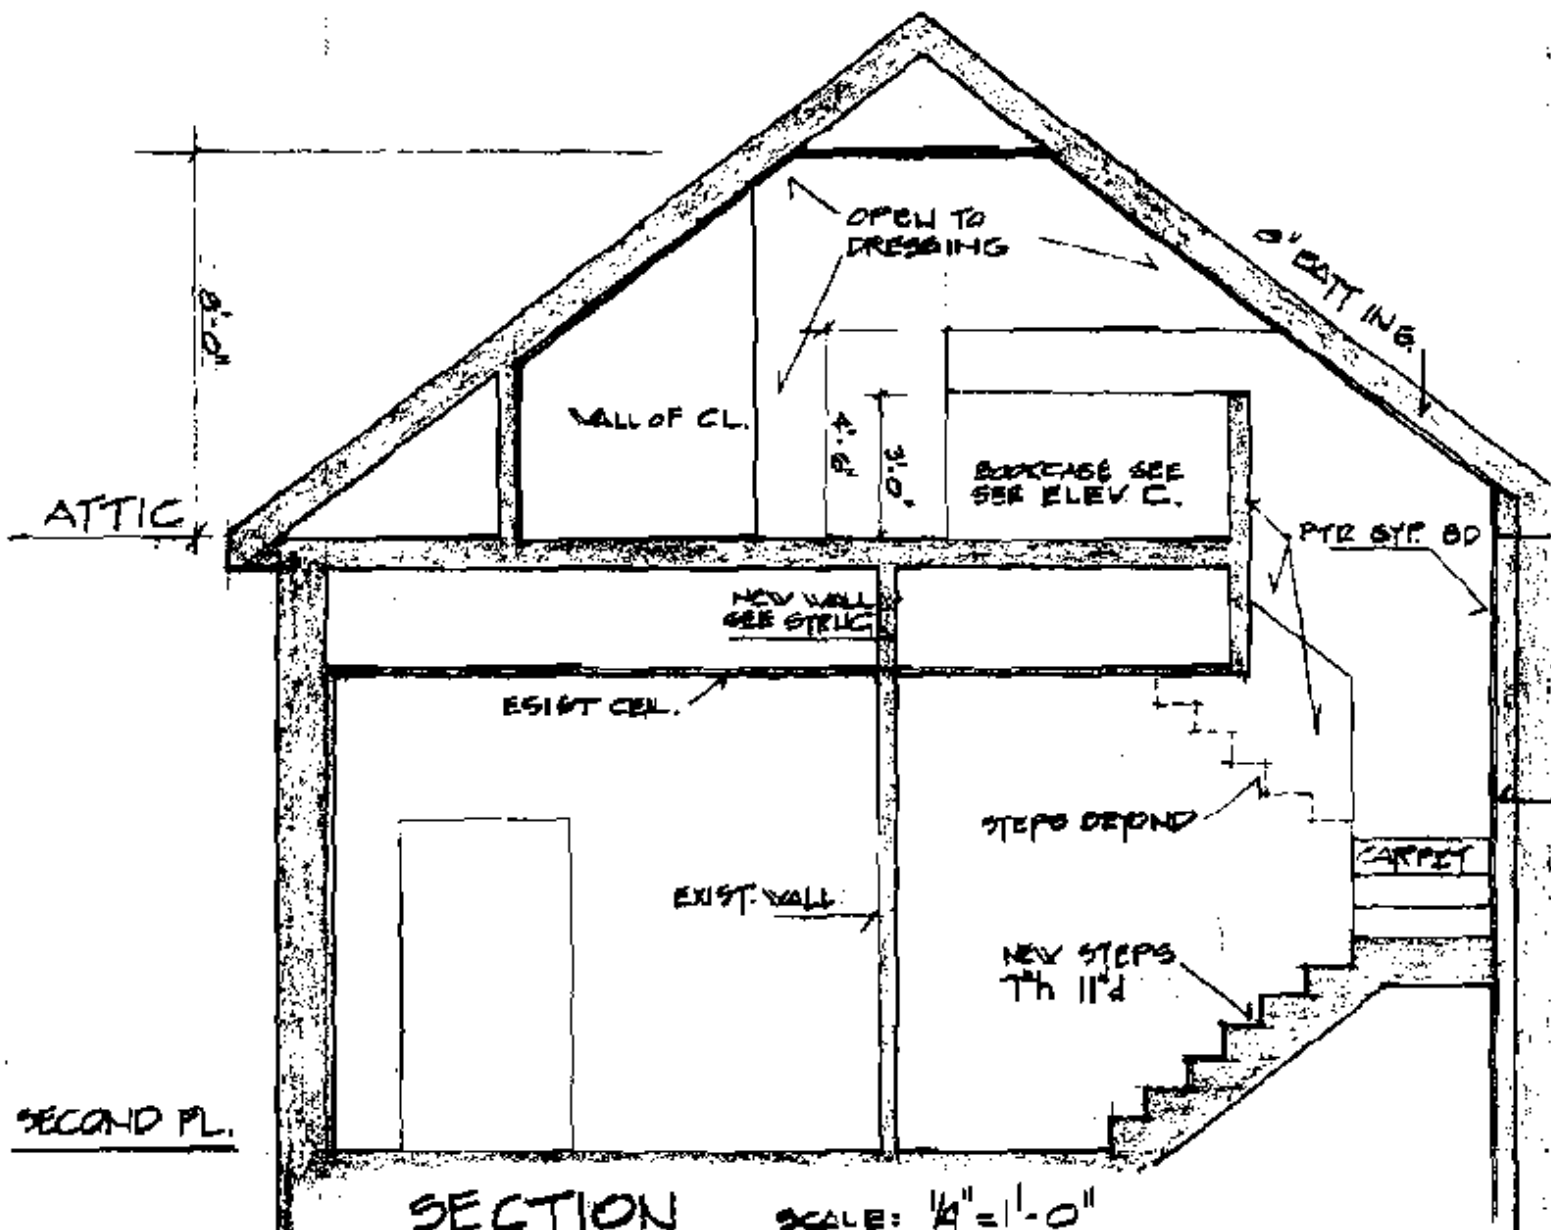 OPEN TO
DRESSING
8'-0"
BATT INS.
WALL OF CL.
4'-6"
3'-0"
BOOKCASE SEE
SEE ELEV C.
ATTIC
PTR GYP. BD
NEW WALL
SEE STRUC
ESIST CEIL.
STEPS BEYOND
CARPET
EXIST. WALL
NEW STEPS
7"h 11"d
SECOND FL.
SECTION
SCALE: 1/4"=1'-0"